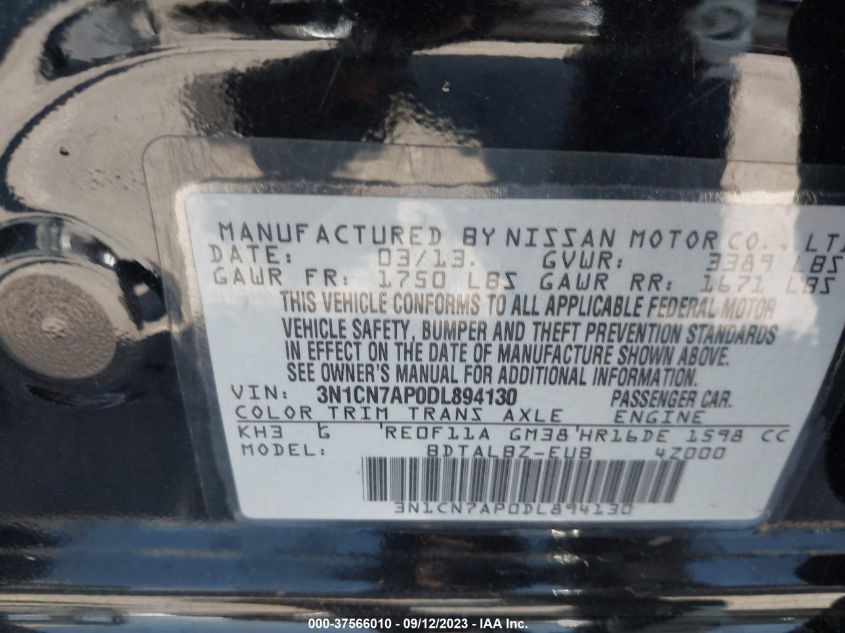 MANUFACTURED BY NISSAN MOTOR CO., LT
DATE: 03/13. GVWR: 3389 LBS
GAWR FR: 1750 LBS GAWR RR: 1671 LBS
THIS VEHICLE CONFORMS TO ALL APPLICABLE FEDERAL MOTOR
VEHICLE SAFETY, BUMPER AND THEFT PREVENTION STANDARDS
IN EFFECT ON THE DATE OF MANUFACTURE SHOWN ABOVE.
SEE OWNER'S MANUAL FOR ADDITIONAL INFORMATION.
VIN: 3N1CN7AP0DL894130 PASSENGER CAR.
COLOR TRIM TRANS AXLE ENGINE
KH3 G 'RE0F11A GM38'HR16DE 1598 CC
MODEL: BDTALBZ-EUB 4Z000
3N1CN7AP0DL894130
000-37566010 - 09/12/2023 - © IAA Inc.